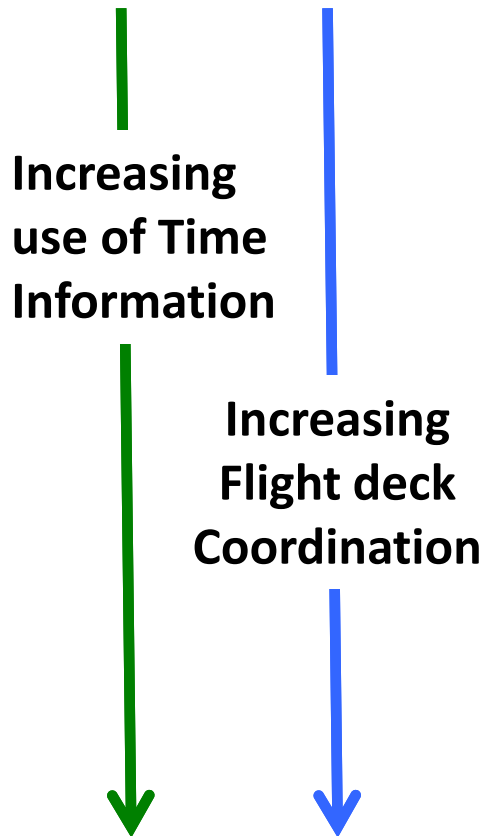 Increasing
use of Time
Information
Increasing
Flight deck
Coordination